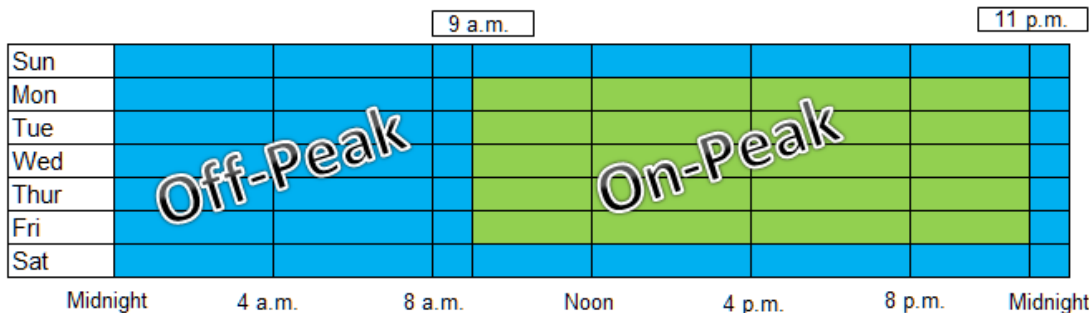 9 a.m. 11 p.m.
Sun
Mon
Tue
Wed
Thur
Fri
Sat
Off-Peak On-Peak
Midnight 4 a.m. 8 a.m. Noon 4 p.m. 8 p.m. Midnight